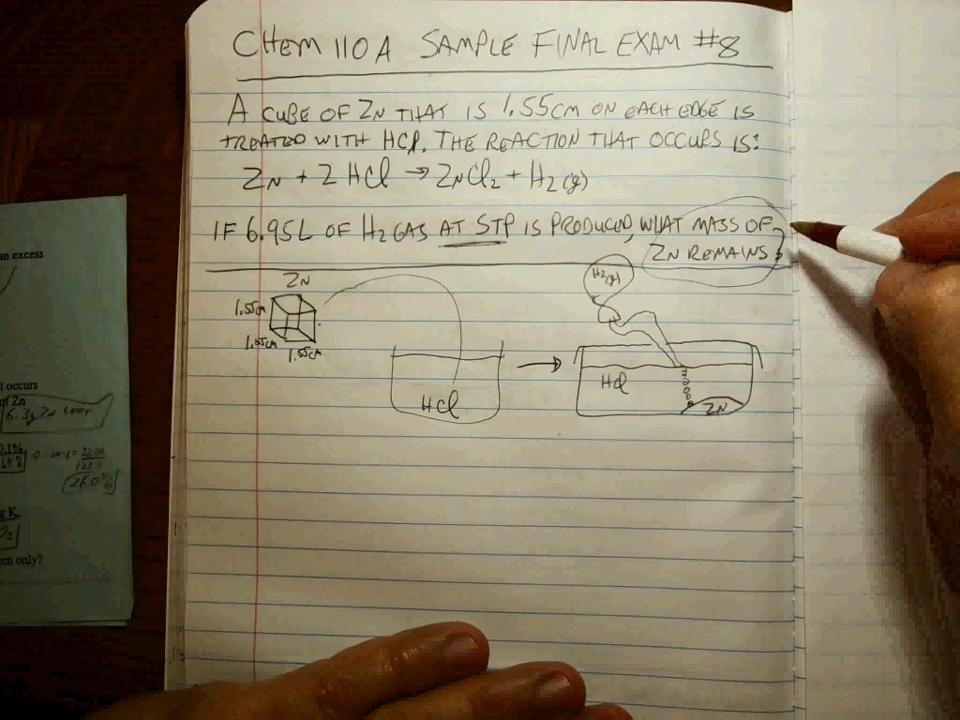 CHEM 110A SAMPLE FINAL EXAM #8
A CUBE OF ZN THAT IS 1.55CM ON EACH EDGE IS
TREATED WITH HCl. THE REACTION THAT OCCURS IS:
ZN + 2 HCl → ZNCl2 + H2(g)
IF 6.95L OF H2 GAS AT STP IS PRODUCED, WHAT MASS OF
ZN REMAINS?
ZN
1.55cm
1.55cm
1.55cm
HCl
H2(g)
HCl
ZN
an excess
t occurs
of Zn
6.3g ZN LEFT
0.1%
26.0%
g K
en only?